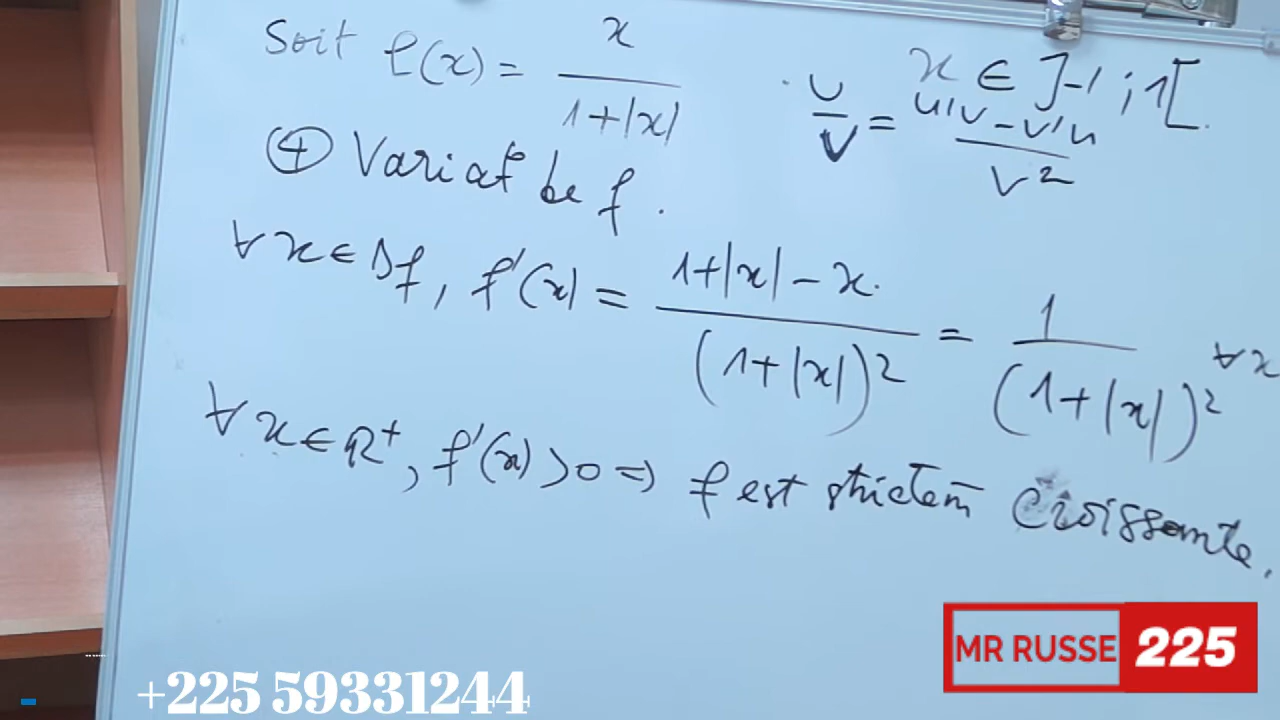 Soit f(x) = x / (1+|x|)
x ∈ ]-1 ; 1[.
u/v = (u'v - v'u) / v²
④ Variat° de f.
∀ x ∈ Df, f'(x) = (1+|x| - x) / (1+|x|)² = 1 / (1+|x|)² ∀x
∀ x ∈ R⁺, f'(x) > 0 ⇒ f est strictem̄ croissante.
MR RUSSE 225
+225 59331244